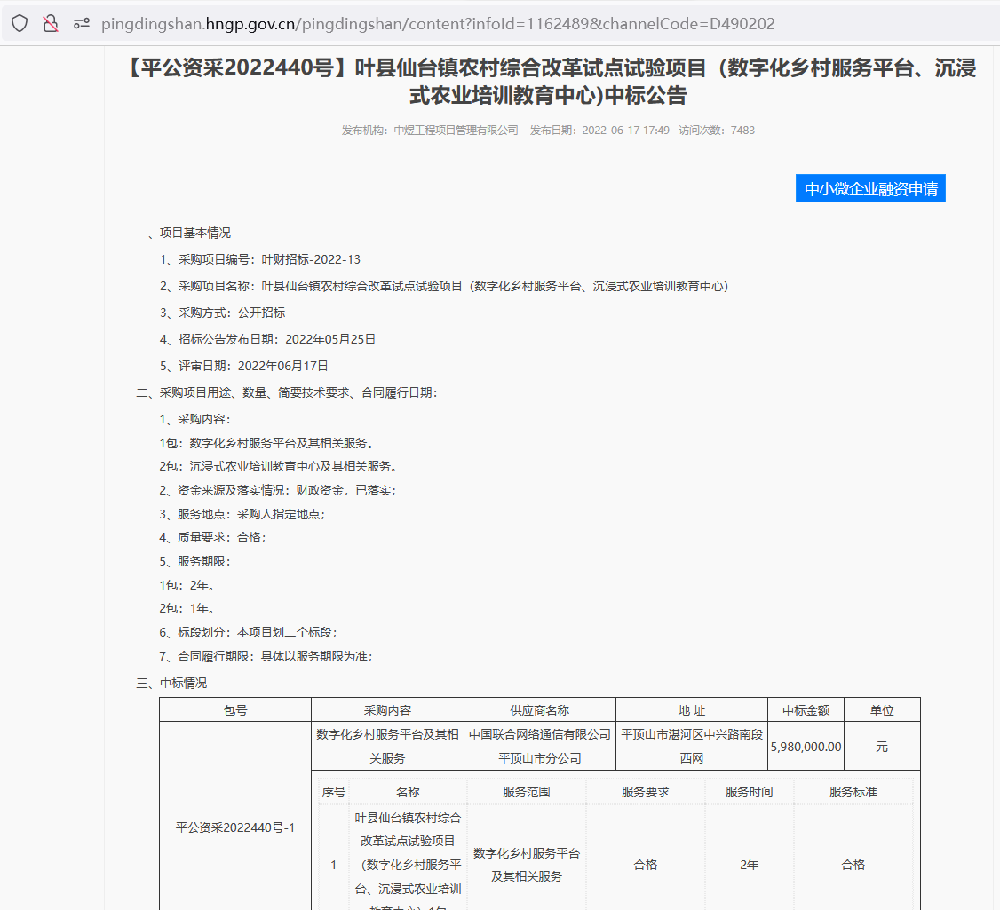 pingdingshan.hngp.gov.cn/pingdingshan/content?infoId=1162489&channelCode=D490202
【平公资采2022440号】叶县仙台镇农村综合改革试点试验项目（数字化乡村服务平台、沉浸
式农业培训教育中心)中标公告
发布机构：中煜工程项目管理有限公司 发布日期：2022-06-17 17:49 访问次数：7483
中小微企业融资申请
一、项目基本情况
1、采购项目编号：叶财招标-2022-13
2、采购项目名称：叶县仙台镇农村综合改革试点试验项目（数字化乡村服务平台、沉浸式农业培训教育中心）
3、采购方式：公开招标
4、招标公告发布日期：2022年05月25日
5、评审日期：2022年06月17日
二、采购项目用途、数量、简要技术要求、合同履行日期：
1、采购内容：
1包：数字化乡村服务平台及其相关服务。
2包：沉浸式农业培训教育中心及其相关服务。
2、资金来源及落实情况：财政资金，已落实；
3、服务地点：采购人指定地点；
4、质量要求：合格；
5、服务期限：
1包：2年。
2包：1年。
6、标段划分：本项目划二个标段；
7、合同履行期限：具体以服务期限为准；
三、中标情况
包号 采购内容 供应商名称 地 址 中标金额 单位
数字化乡村服务平台及其相 中国联合网络通信有限公司 平顶山市湛河区中兴路南段
5,980,000.00 元
关服务 平顶山市分公司 西网
序号 名称 服务范围 服务要求 服务时间 服务标准
叶县仙台镇农村综合
平公资采2022440号-1
改革试点试验项目
数字化乡村服务平台
1 （数字化乡村服务平 合格 2年 合格
及其相关服务
台、沉浸式农业培训
教育中心）1包